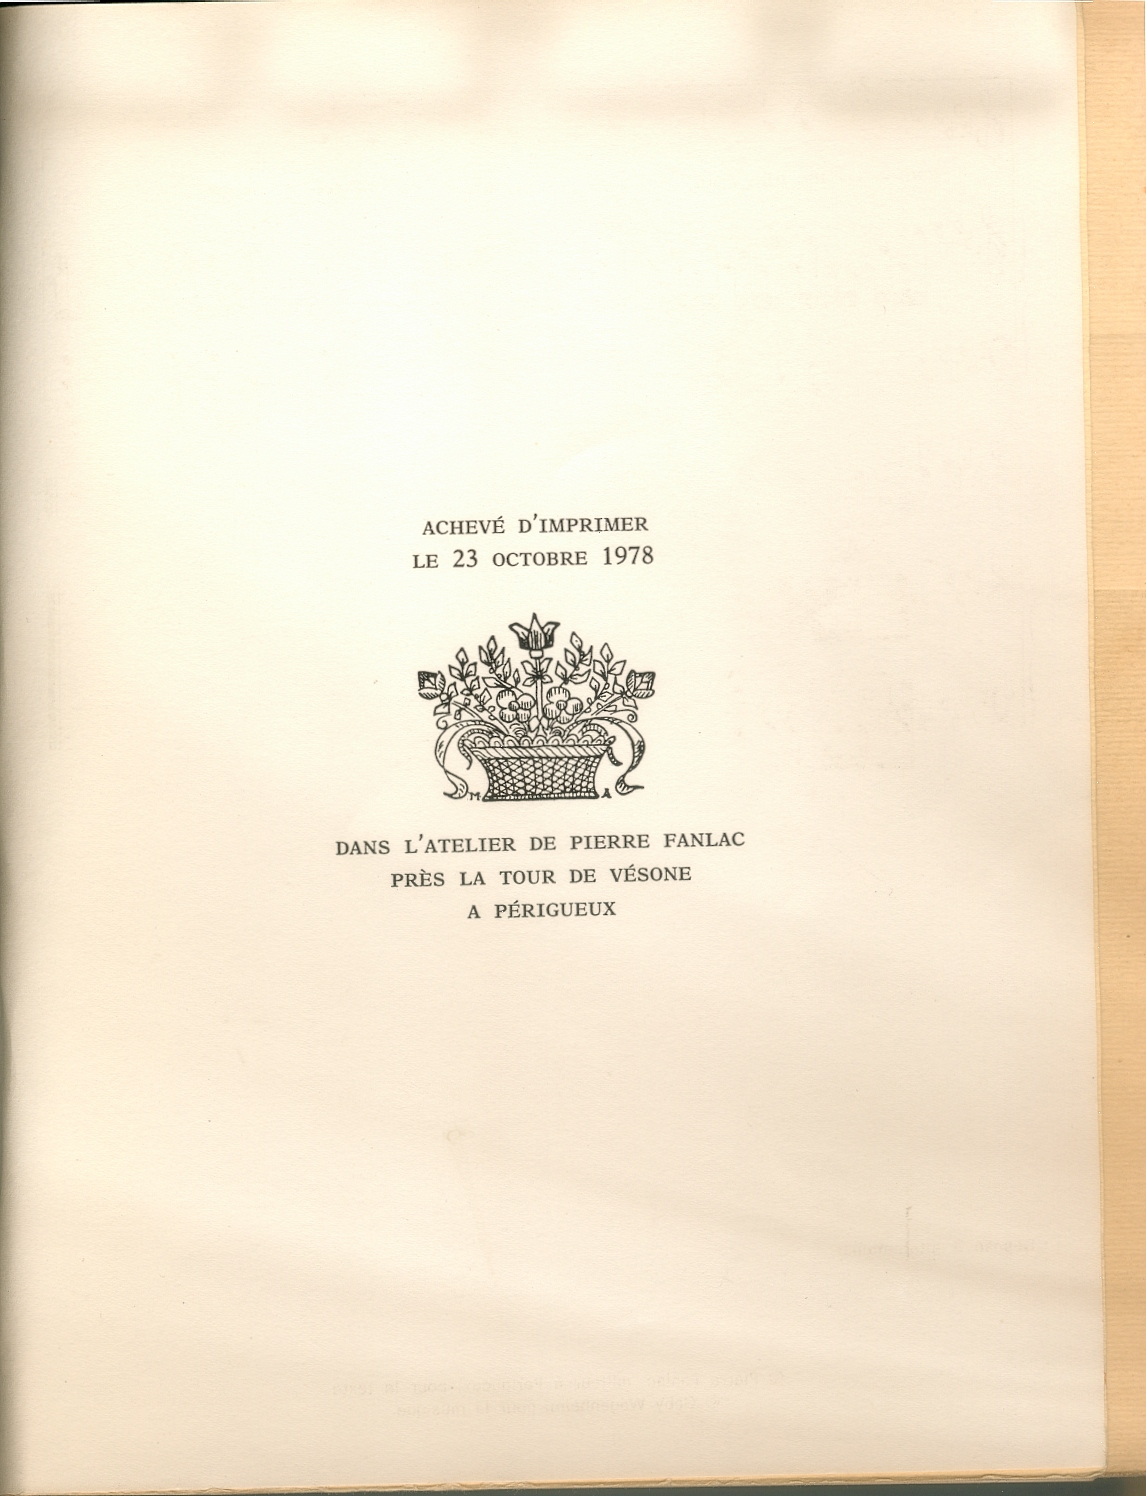 ACHEVÉ D'IMPRIMER
LE 23 OCTOBRE 1978
M A
DANS L'ATELIER DE PIERRE FANLAC
PRÈS LA TOUR DE VÉSONE
A PÉRIGUEUX